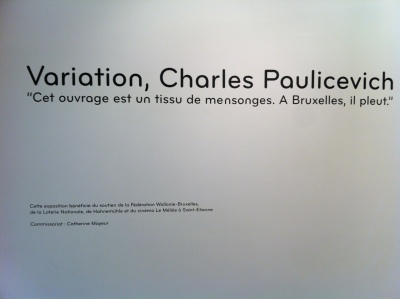 Variation, Charles Paulicevich
"Cet ouvrage est un tissu de mensonges. A Bruxelles, il pleut."
Cette exposition bénéficie du soutien de la Fédération Wallonie-Bruxelles,
de la Loterie Nationale, de Hahnemühle et du cinéma Le Méliès à Saint-Etienne
Commissariat : Catherine Mayeur